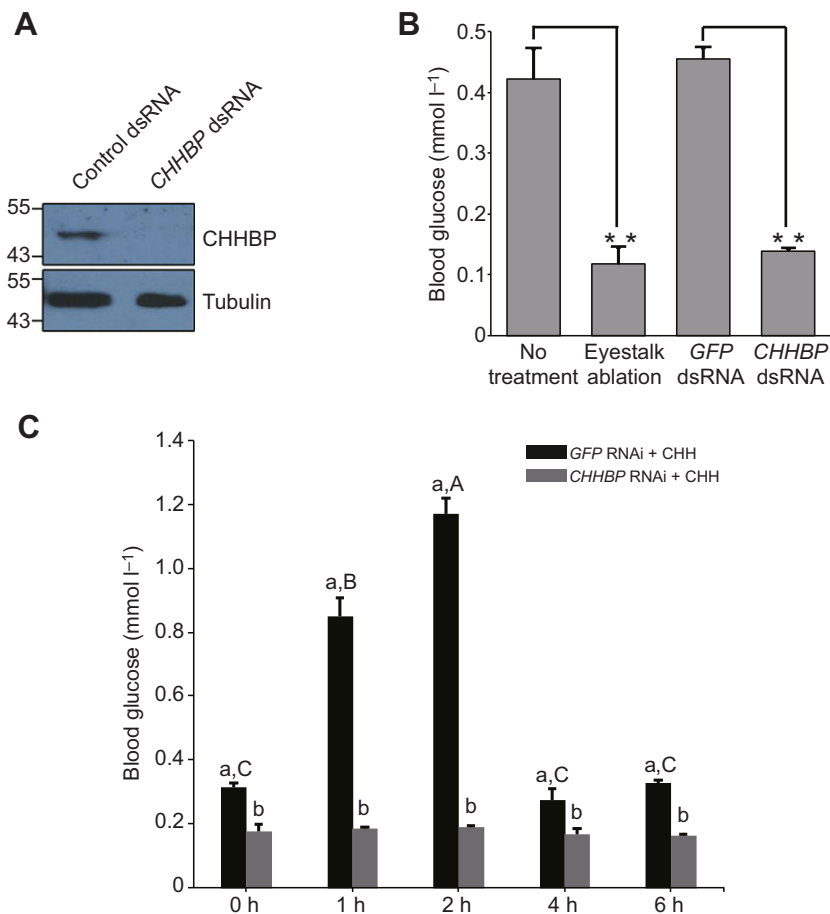 A
Control dsRNA
CHHBP dsRNA
55
43
CHHBP
55
43
Tubulin
B
Blood glucose (mmol l⁻¹)
0.5
0.4
0.3
0.2
0.1
0
* *
* *
No treatment
Eyestalk ablation
GFP dsRNA
CHHBP dsRNA
C
Blood glucose (mmol l⁻¹)
1.4
1.2
1.0
0.8
0.6
0.4
0.2
0
GFP RNAi + CHH
CHHBP RNAi + CHH
a,C
b
a,B
b
a,A
b
a,C
b
a,C
b
0 h
1 h
2 h
4 h
6 h